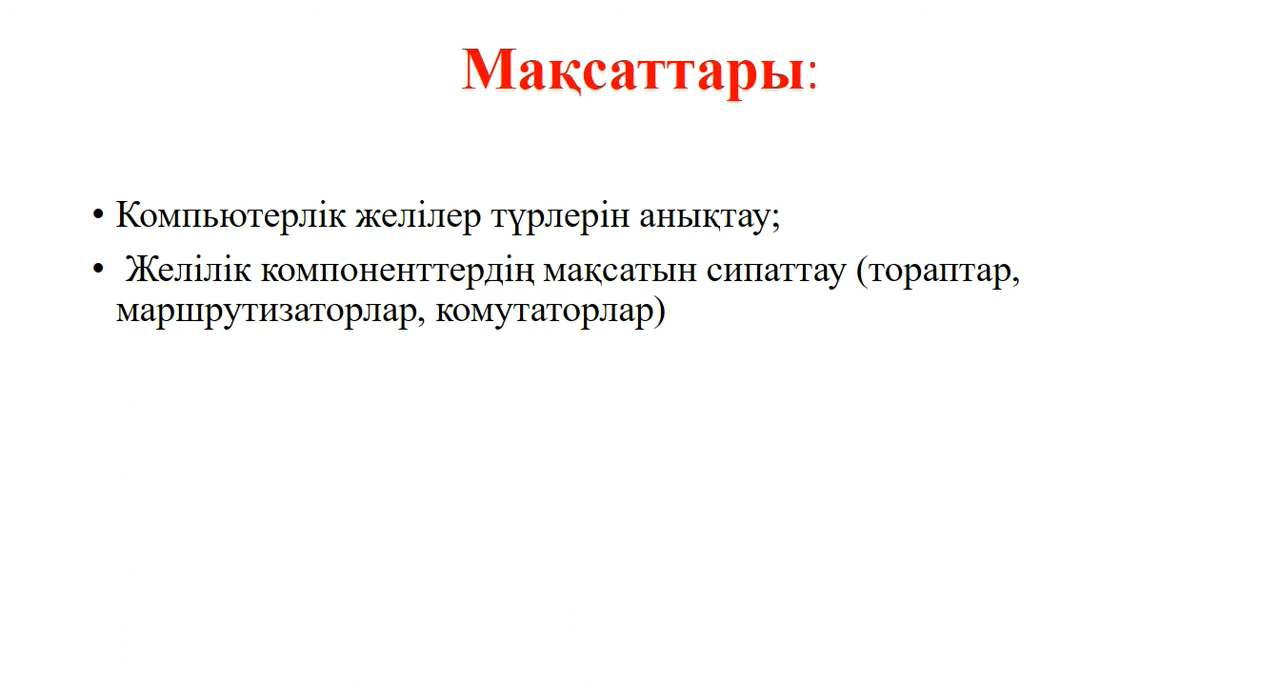 Мақсаттары:
• Компьютерлік желілер түрлерін анықтау;
• Желілік компоненттердің мақсатын сипаттау (тораптар,
маршрутизаторлар, комутаторлар)